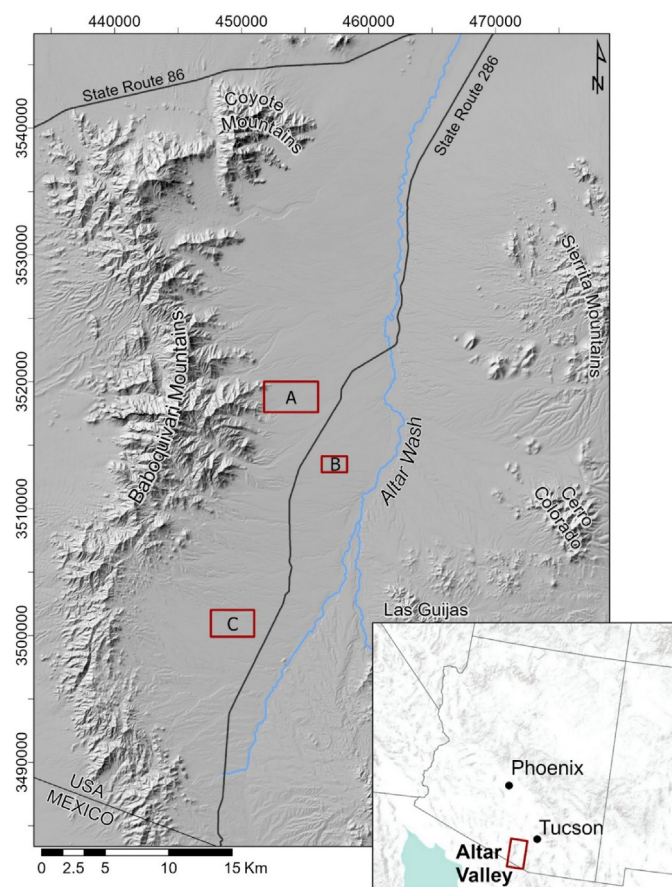 440000
450000
460000
470000
N
State Route 86
State Route 286
Coyote
Mountains
3540000
3530000
Sierrita Mountains
Baboquivari Mountains
3520000
A
B
Altar Wash
3510000
Cerro
Colorado
Las Guijas
C
3500000
3490000
USA
MEXICO
0 2.5 5 10 15 Km
Phoenix
Tucson
Altar
Valley